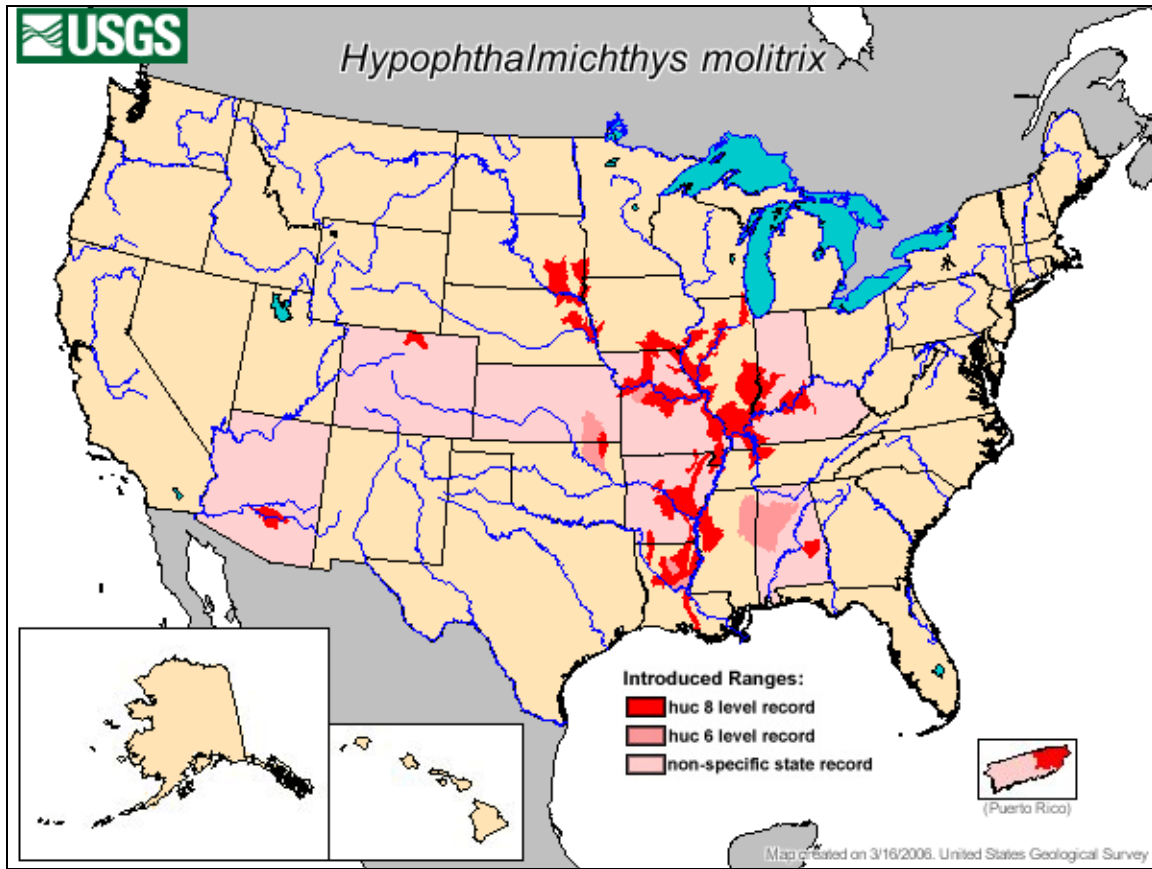 USGS
Hypophthalmichthys molitrix
Introduced Ranges:
huc 8 level record
huc 6 level record
non-specific state record
(Puerto Rico)
Map created on 3/16/2006. United States Geological Survey